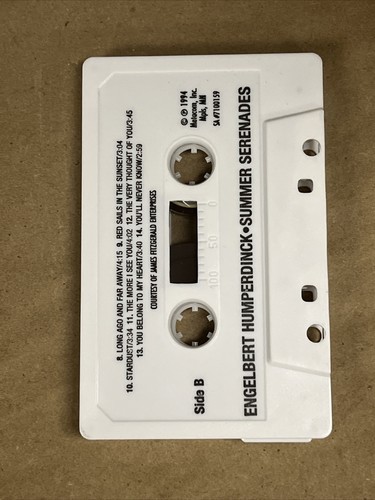 8. LONG AGO AND FAR AWAY/4:15 9. RED SAILS IN THE SUNSET/3:04
10. STARDUST/3:34 11. THE MORE I SEE YOU/4:02 12. THE VERY THOUGHT OF YOU/3:45
13. YOU BELONG TO MY HEART/3:40 14. YOU'LL NEVER KNOW/2:59
COURTESY OF JAMES FITZGERALD ENTERPRISES
Side B
100 50 0
© ℗ 1994
Metacom, Inc.
Mpls, MN
SA#7100159
ENGELBERT HUMPERDINCK•SUMMER SERENADES